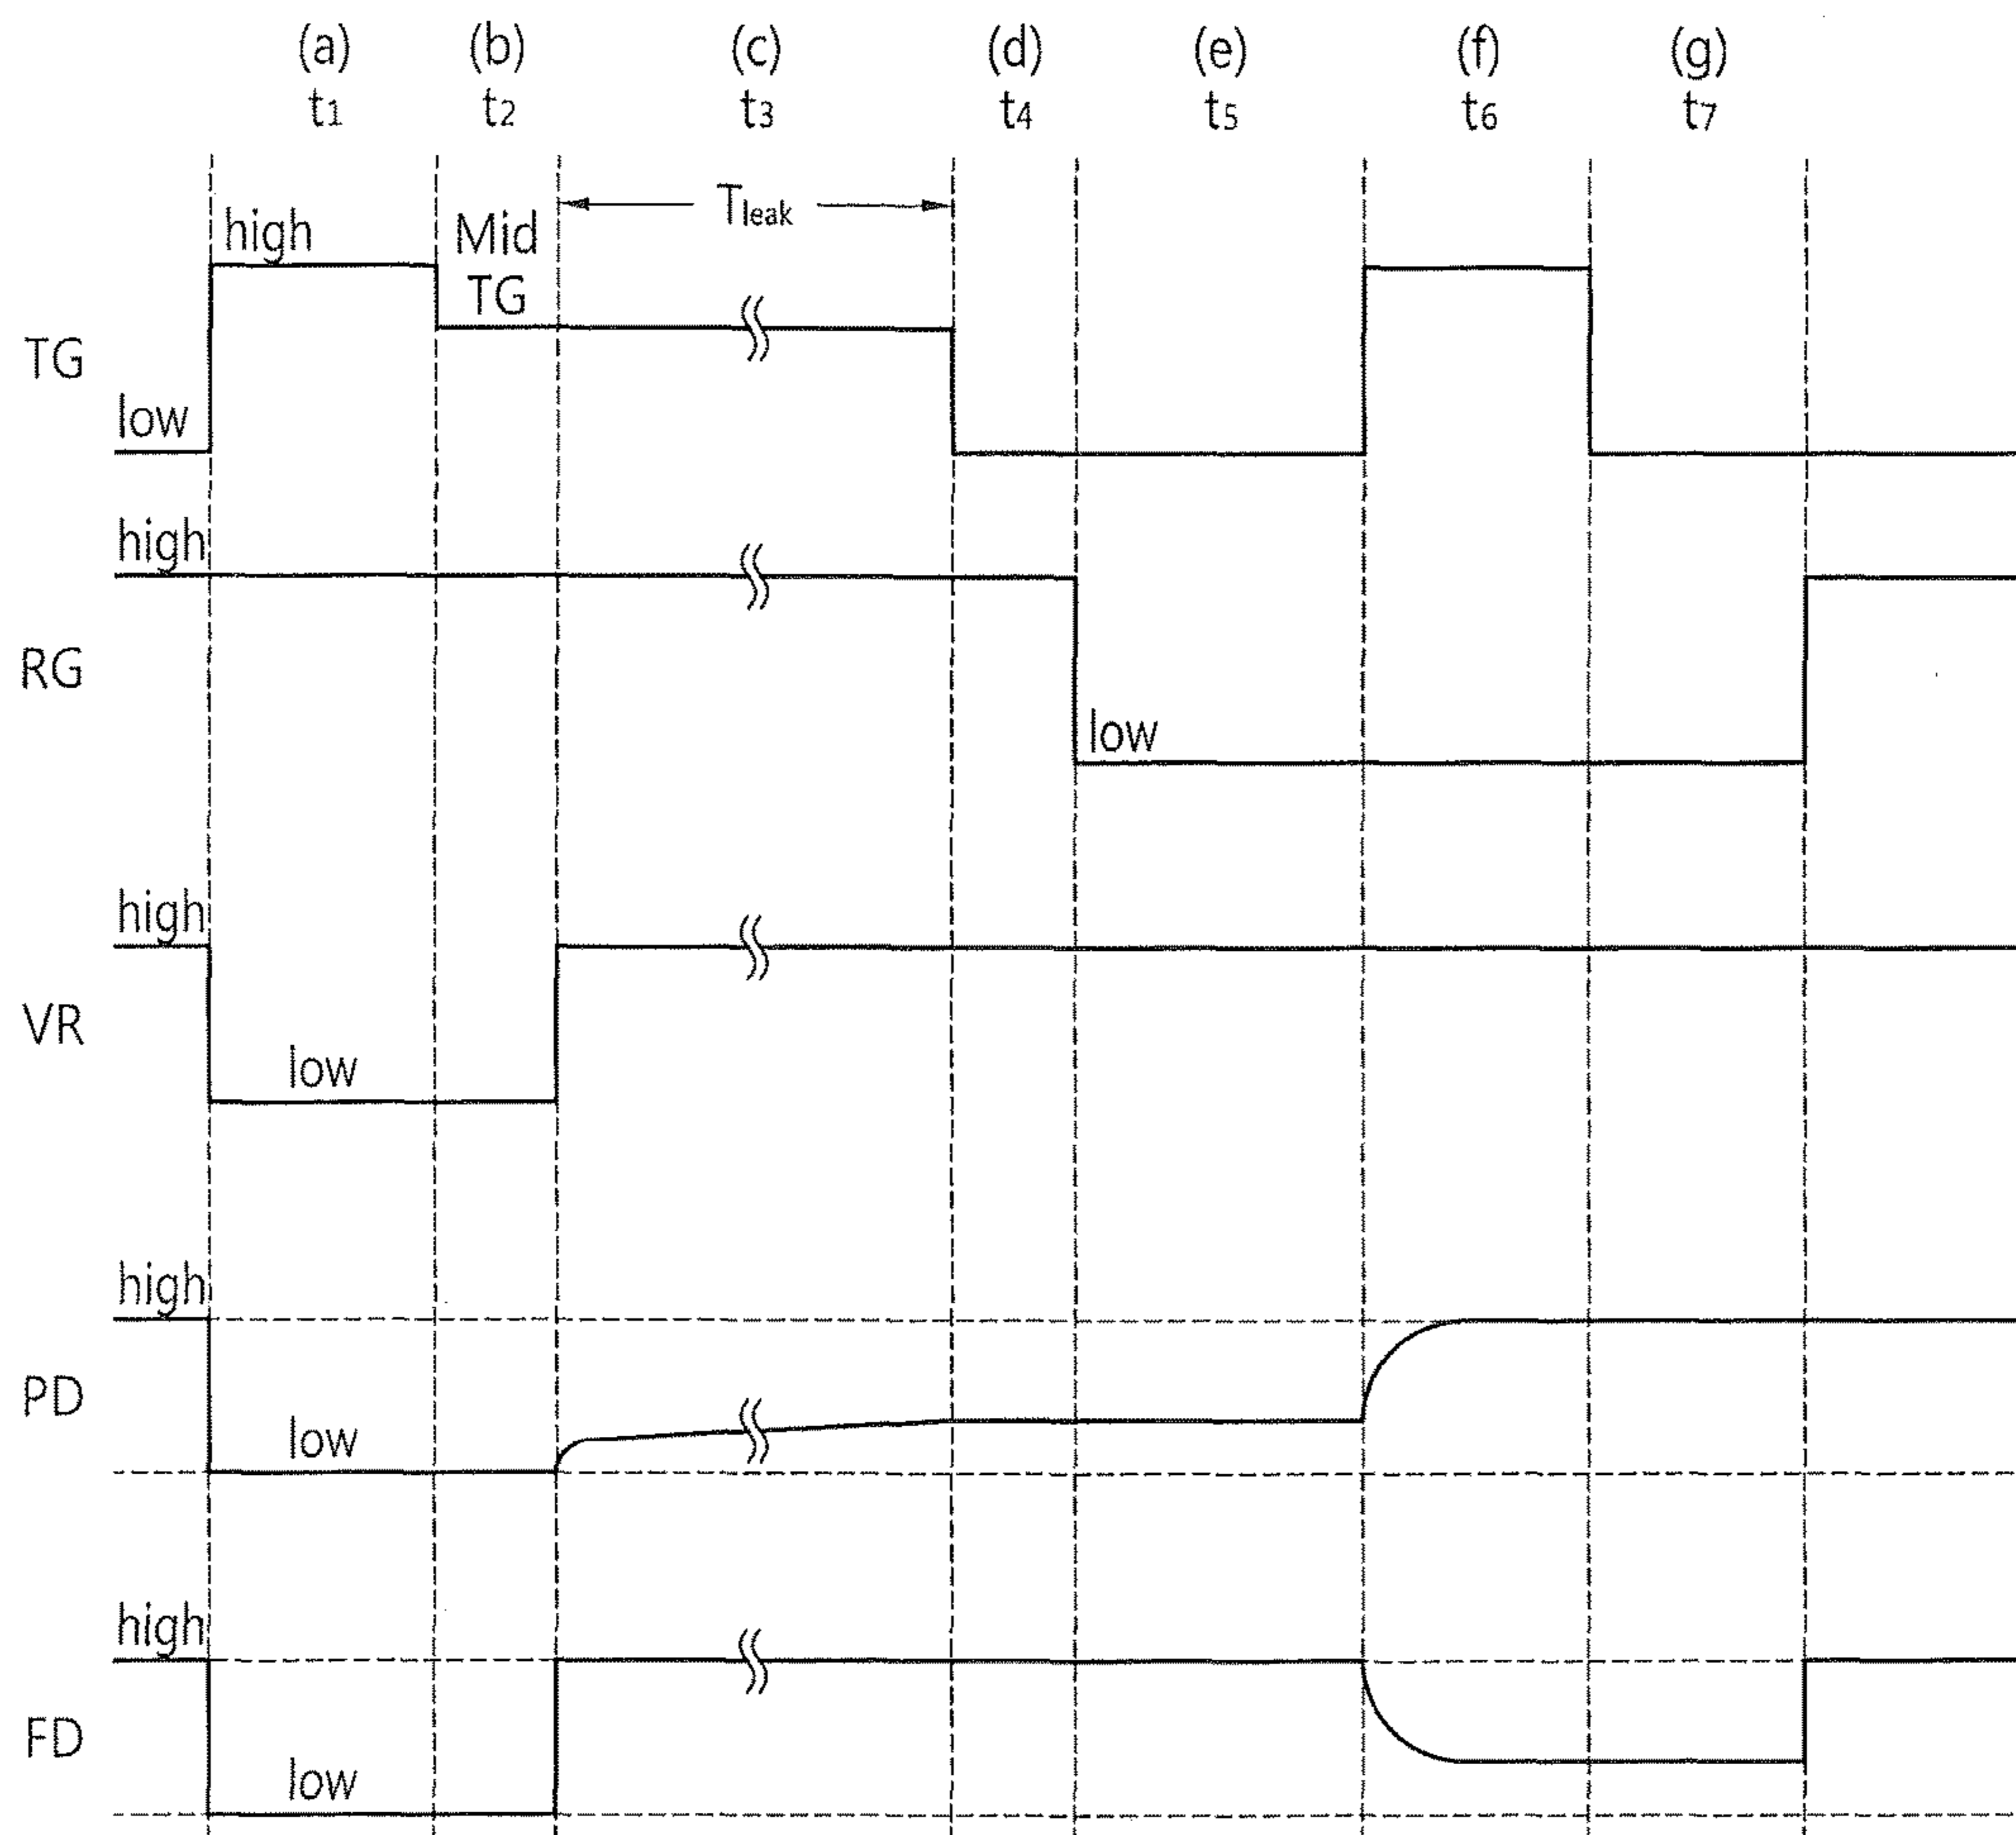 (a) (b) (c) (d) (e) (f) (g)
t1 t2 t3 t4 t5 t6 t7
Tleak
high
Mid
TG
TG
low
high
RG
low
high
VR
low
high
PD
low
high
FD
low